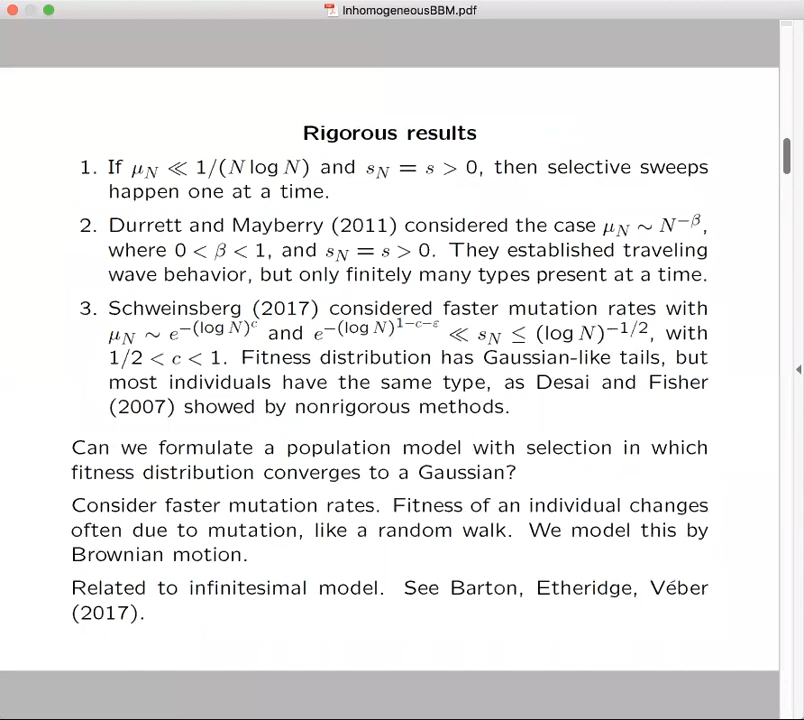 InhomogeneousBBM.pdf
Rigorous results
1. If μ_N ≪ 1/(N log N) and s_N = s > 0, then selective sweeps
happen one at a time.
2. Durrett and Mayberry (2011) considered the case μ_N ∼ N^{−β},
where 0 < β < 1, and s_N = s > 0. They established traveling
wave behavior, but only finitely many types present at a time.
3. Schweinsberg (2017) considered faster mutation rates with
μ_N ∼ e^{−(log N)^c} and e^{−(log N)^{1−c−ε}} ≪ s_N ≤ (log N)^{−1/2}, with
1/2 < c < 1. Fitness distribution has Gaussian-like tails, but
most individuals have the same type, as Desai and Fisher
(2007) showed by nonrigorous methods.
Can we formulate a population model with selection in which
fitness distribution converges to a Gaussian?
Consider faster mutation rates. Fitness of an individual changes
often due to mutation, like a random walk. We model this by
Brownian motion.
Related to infinitesimal model. See Barton, Etheridge, Véber
(2017).